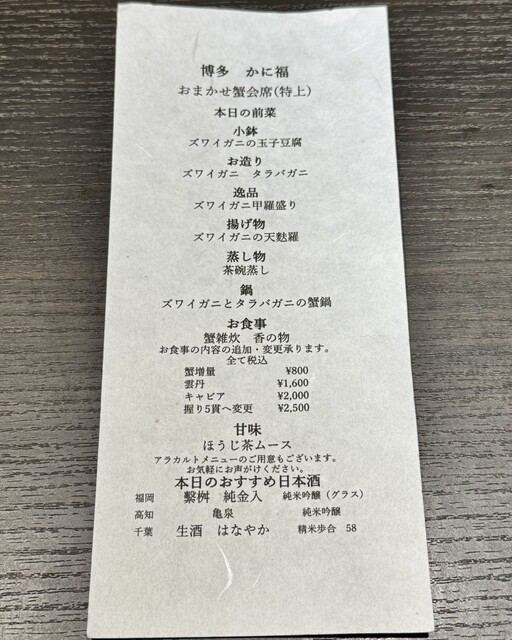 博多　かに福
おまかせ蟹会席(特上)
本日の前菜
小鉢
ズワイガニの玉子豆腐
お造り
ズワイガニ　タラバガニ
逸品
ズワイガニ甲羅盛り
揚げ物
ズワイガニの天麩羅
蒸し物
茶碗蒸し
鍋
ズワイガニとタラバガニの蟹鍋
お食事
蟹雑炊　香の物
お食事の内容の追加・変更承ります。
全て税込
蟹増量　¥800
雲丹　¥1,600
キャビア　¥2,000
握り5貫へ変更　¥2,500
甘味
ほうじ茶ムース
アラカルトメニューのご用意もございます。
お気軽にお声がけください。
本日のおすすめ日本酒
福岡　繋桝　純金入　純米吟醸（グラス）
高知　亀泉　純米吟醸
千葉　生酒　はなやか　精米歩合　58